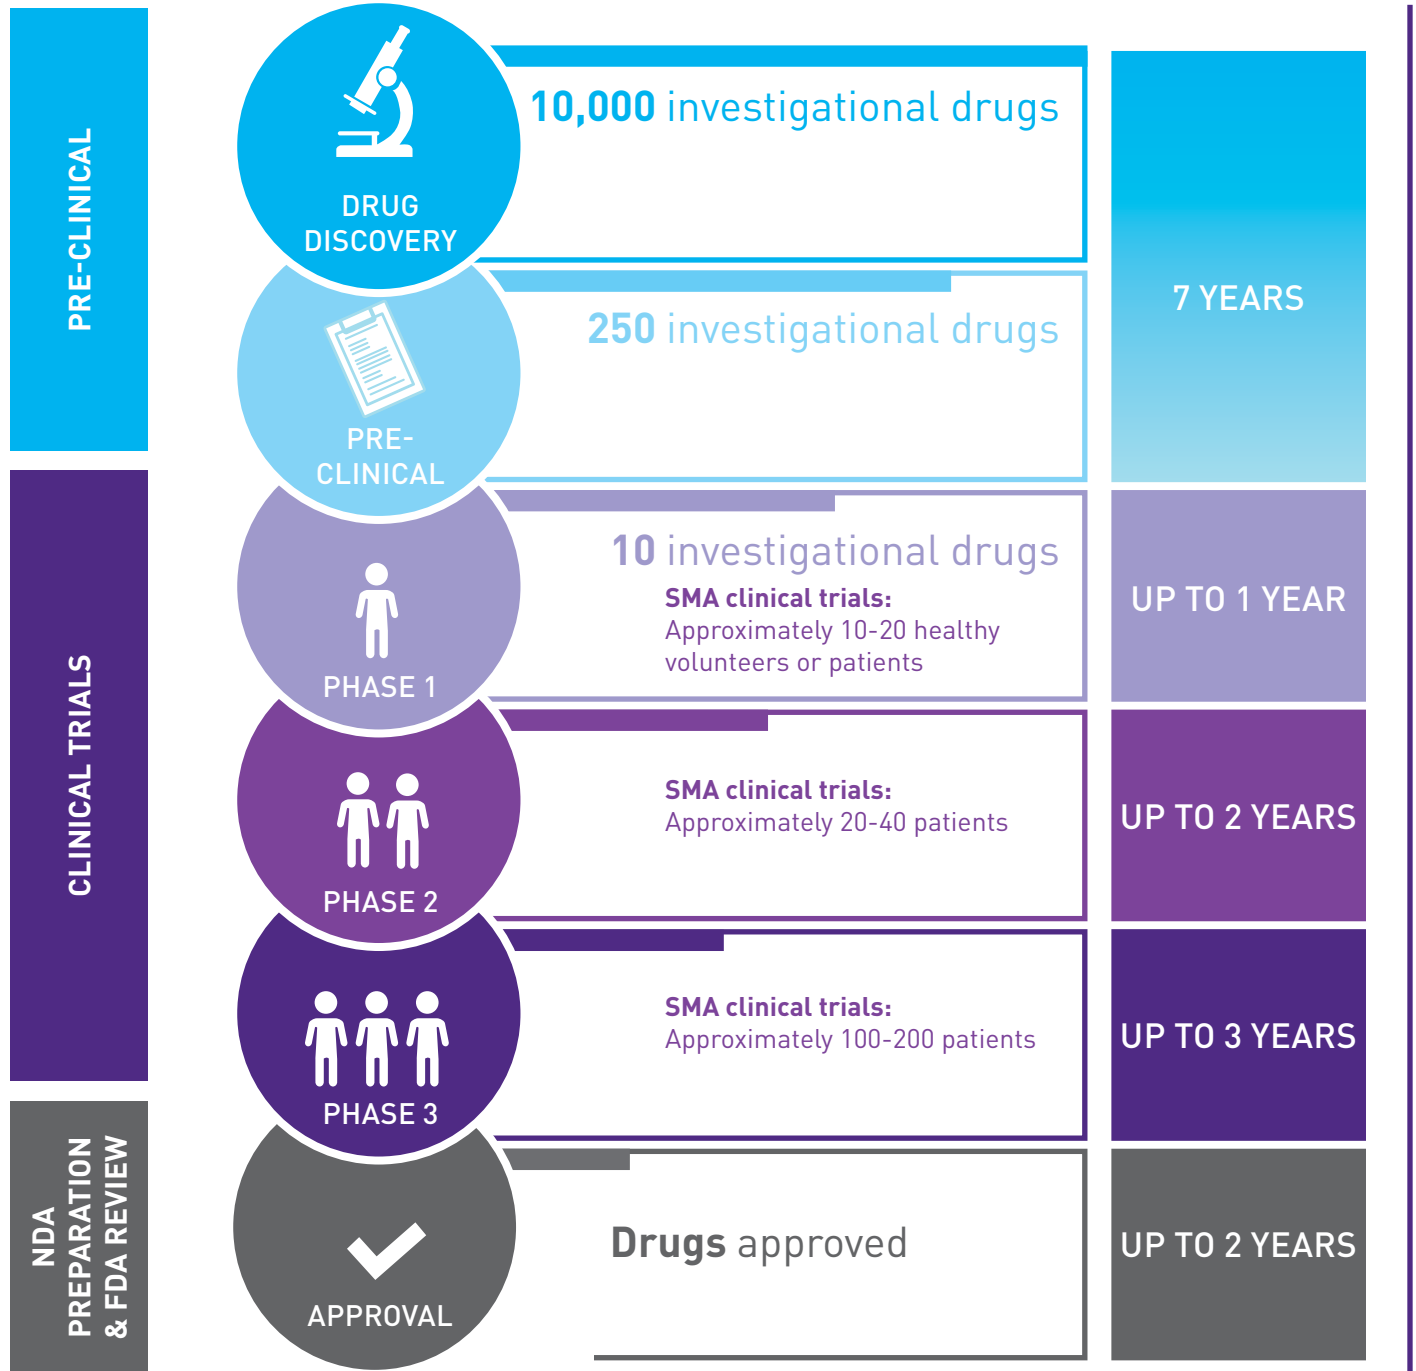 PRE-CLINICAL
DRUG
DISCOVERY
10,000 investigational drugs
PRE-
CLINICAL
250 investigational drugs
7 YEARS
CLINICAL TRIALS
PHASE 1
10 investigational drugs
SMA clinical trials:
Approximately 10-20 healthy
volunteers or patients
UP TO 1 YEAR
PHASE 2
SMA clinical trials:
Approximately 20-40 patients
UP TO 2 YEARS
PHASE 3
SMA clinical trials:
Approximately 100-200 patients
UP TO 3 YEARS
NDA
PREPARATION
& FDA REVIEW
APPROVAL
Drugs approved
UP TO 2 YEARS